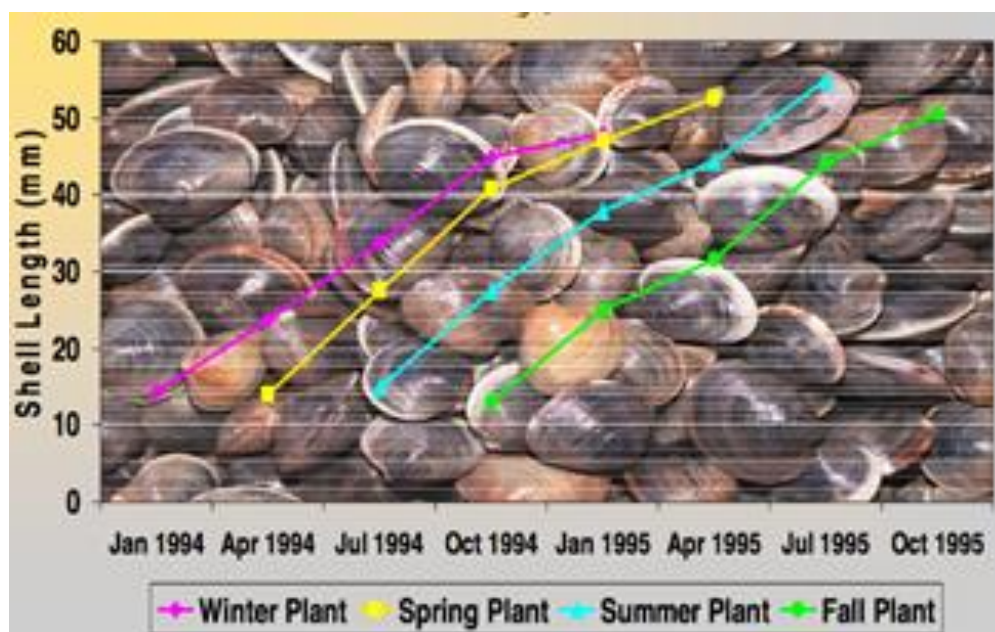 60
50
40
30
20
10
0
Shell Length (mm)
Jan 1994 Apr 1994 Jul 1994 Oct 1994 Jan 1995 Apr 1995 Jul 1995 Oct 1995
Winter Plant Spring Plant Summer Plant Fall Plant